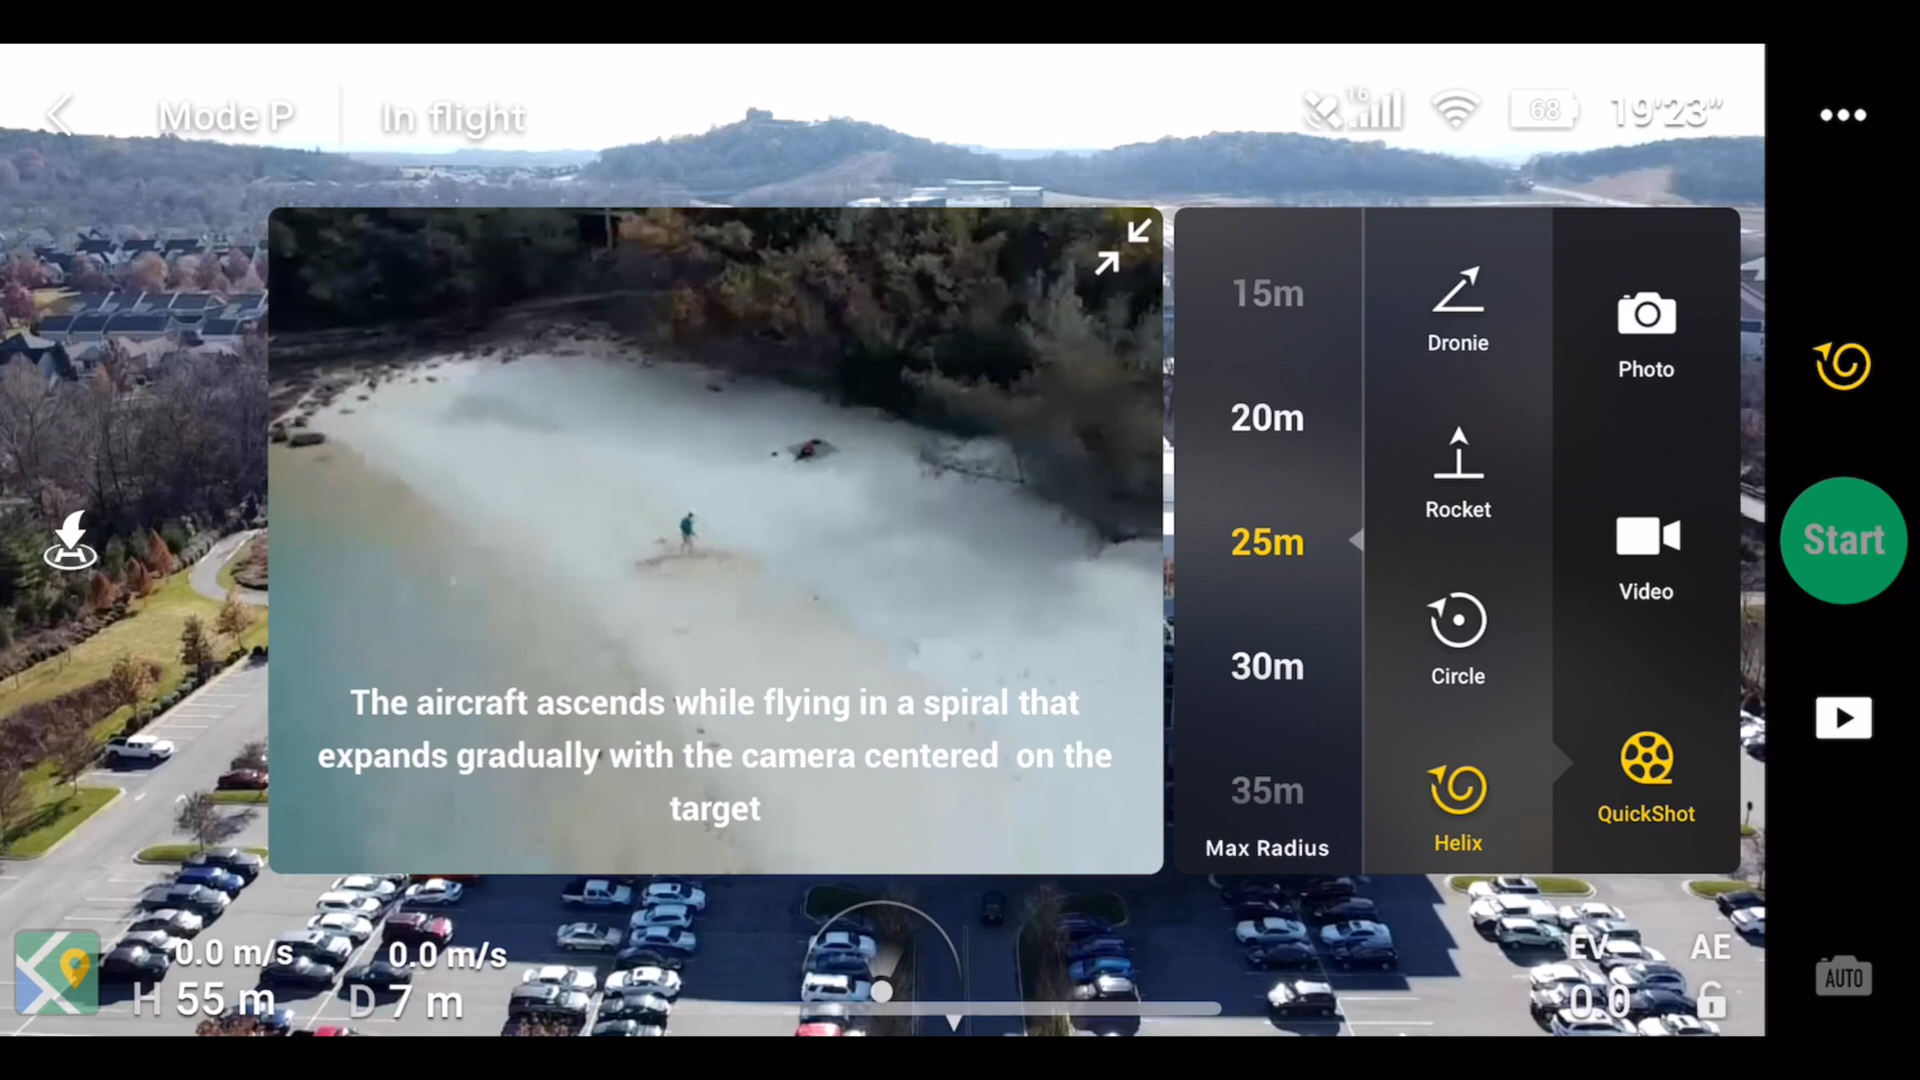 Mode P
In flight
16
68
19'23"
15m
20m
25m
30m
35m
Max Radius
Dronie
Rocket
Circle
Helix
Photo
Video
QuickShot
Start
The aircraft ascends while flying in a spiral that
expands gradually with the camera centered on the
target
0.0 m/s
0.0 m/s
H 55 m
D 7 m
EV
0.0
AE
AUTO